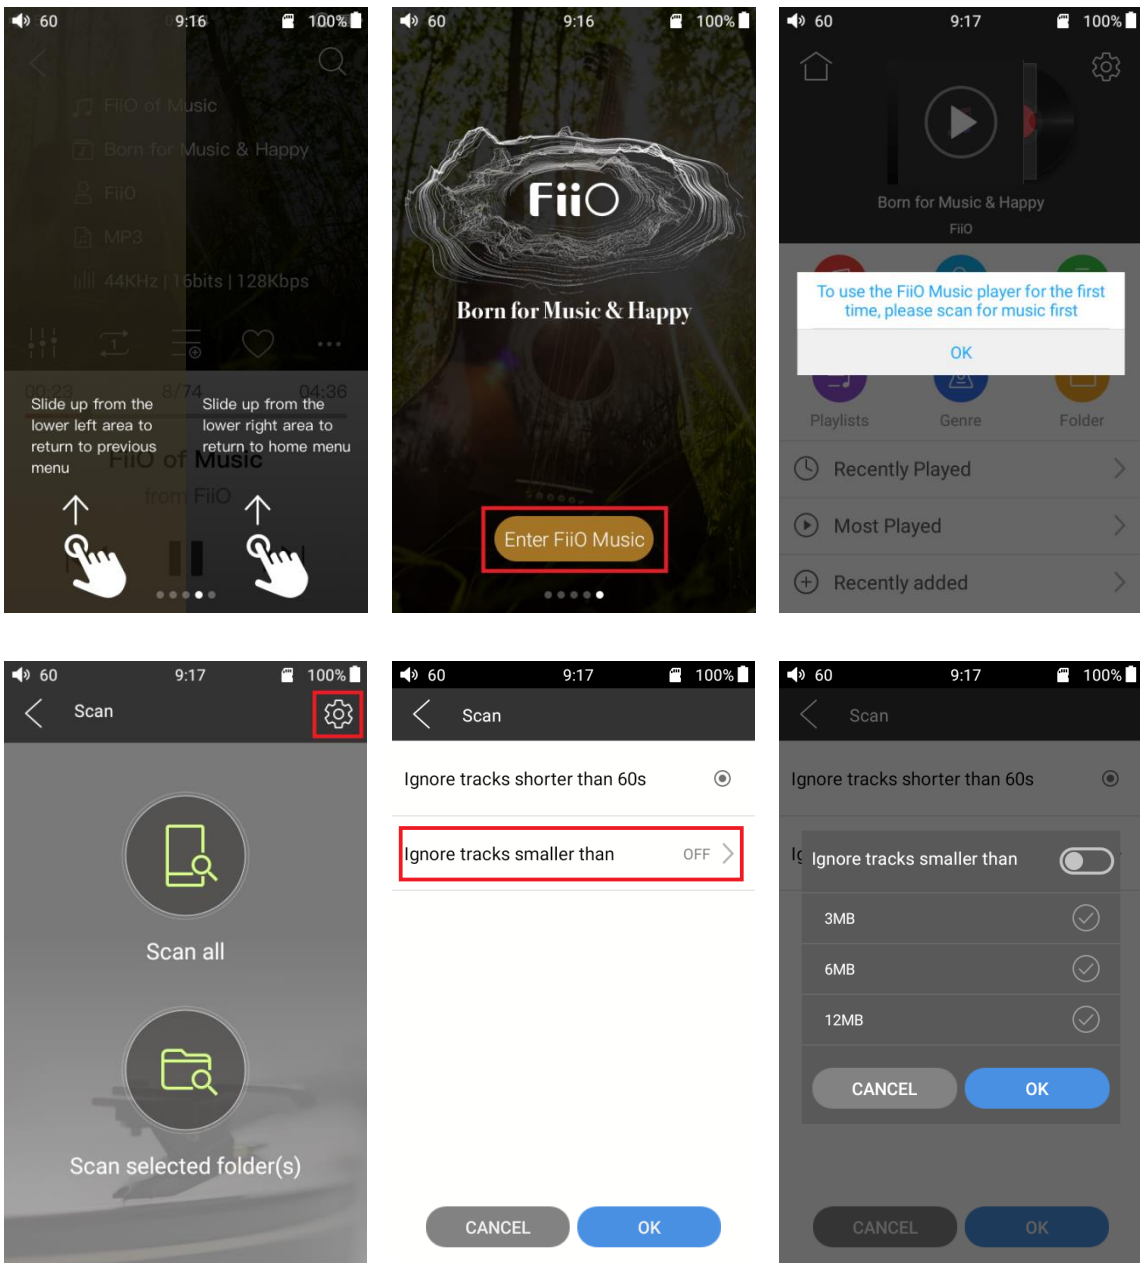 60 9:16 100%
FiiO of Music
Born for Music & Happy
FiiO
MP3
44KHz | 16bits | 128Kbps
1
00:23 8/74 04:36
Slide up from the
lower left area to
return to previous
menu
Slide up from the
lower right area to
return to home menu
FiiO of Music
from FiiO
60 9:16 100%
FiiO
Born for Music & Happy
Enter FiiO Music
60 9:17 100%
Born for Music & Happy
FiiO
To use the FiiO Music player for the first
time, please scan for music first
OK
Playlists Genre Folder
Recently Played
Most Played
Recently added
60 9:17 100%
Scan
Scan all
Scan selected folder(s)
60 9:17 100%
Scan
Ignore tracks shorter than 60s
Ignore tracks smaller than OFF
CANCEL OK
60 9:17 100%
Scan
Ignore tracks shorter than 60s
Ig
Ignore tracks smaller than
3MB
6MB
12MB
CANCEL OK
CANCEL OK